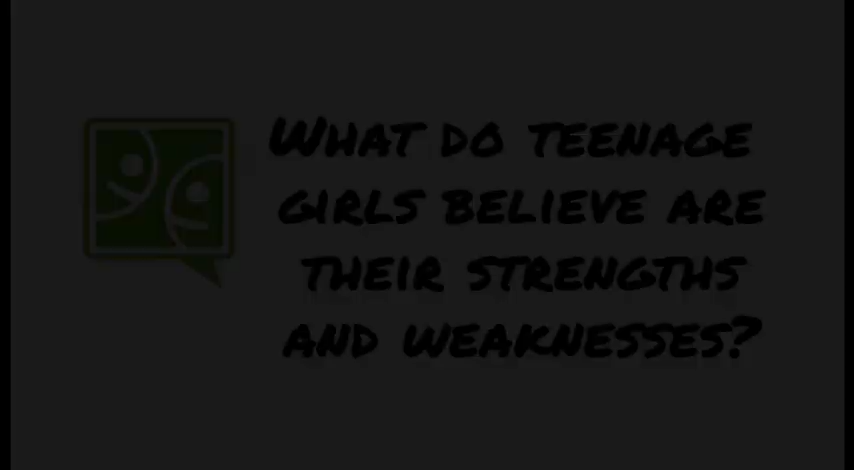 What do teenage
girls believe are
their strengths
and weaknesses?